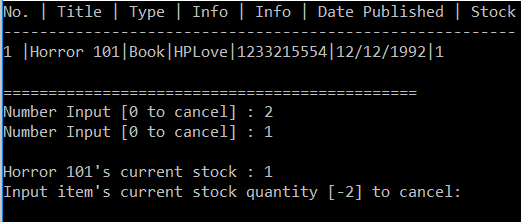 No. | Title | Type | Info | Info | Date Published | Stock
---------------------------------------------------------
1 |Horror 101|Book|HPLove|1233215554|12/12/1992|1
==============================================
Number Input [0 to cancel] : 2
Number Input [0 to cancel] : 1
Horror 101's current stock : 1
Input item's current stock quantity [-2] to cancel: